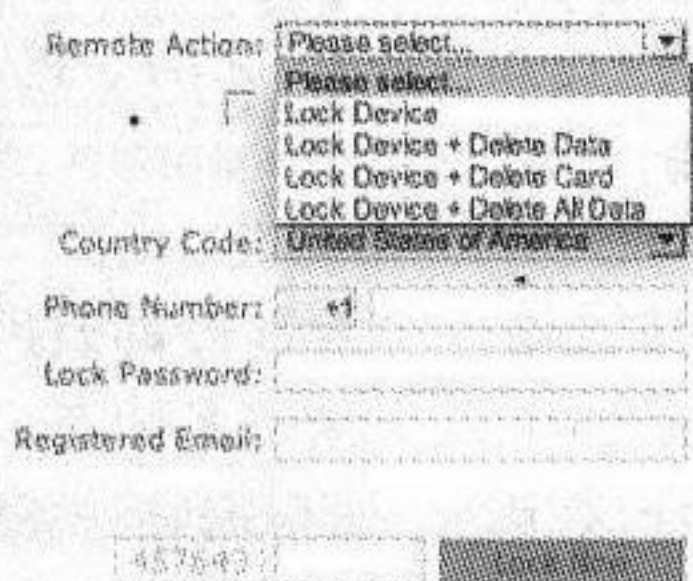 Remote Action: Please select...
Please select...
Lock Device
Lock Device + Delete Data
Lock Device + Delete Card
Lock Device + Delete All Data
Country Code: United States of America
Phone Number: +1
Lock Password:
Registered Email: